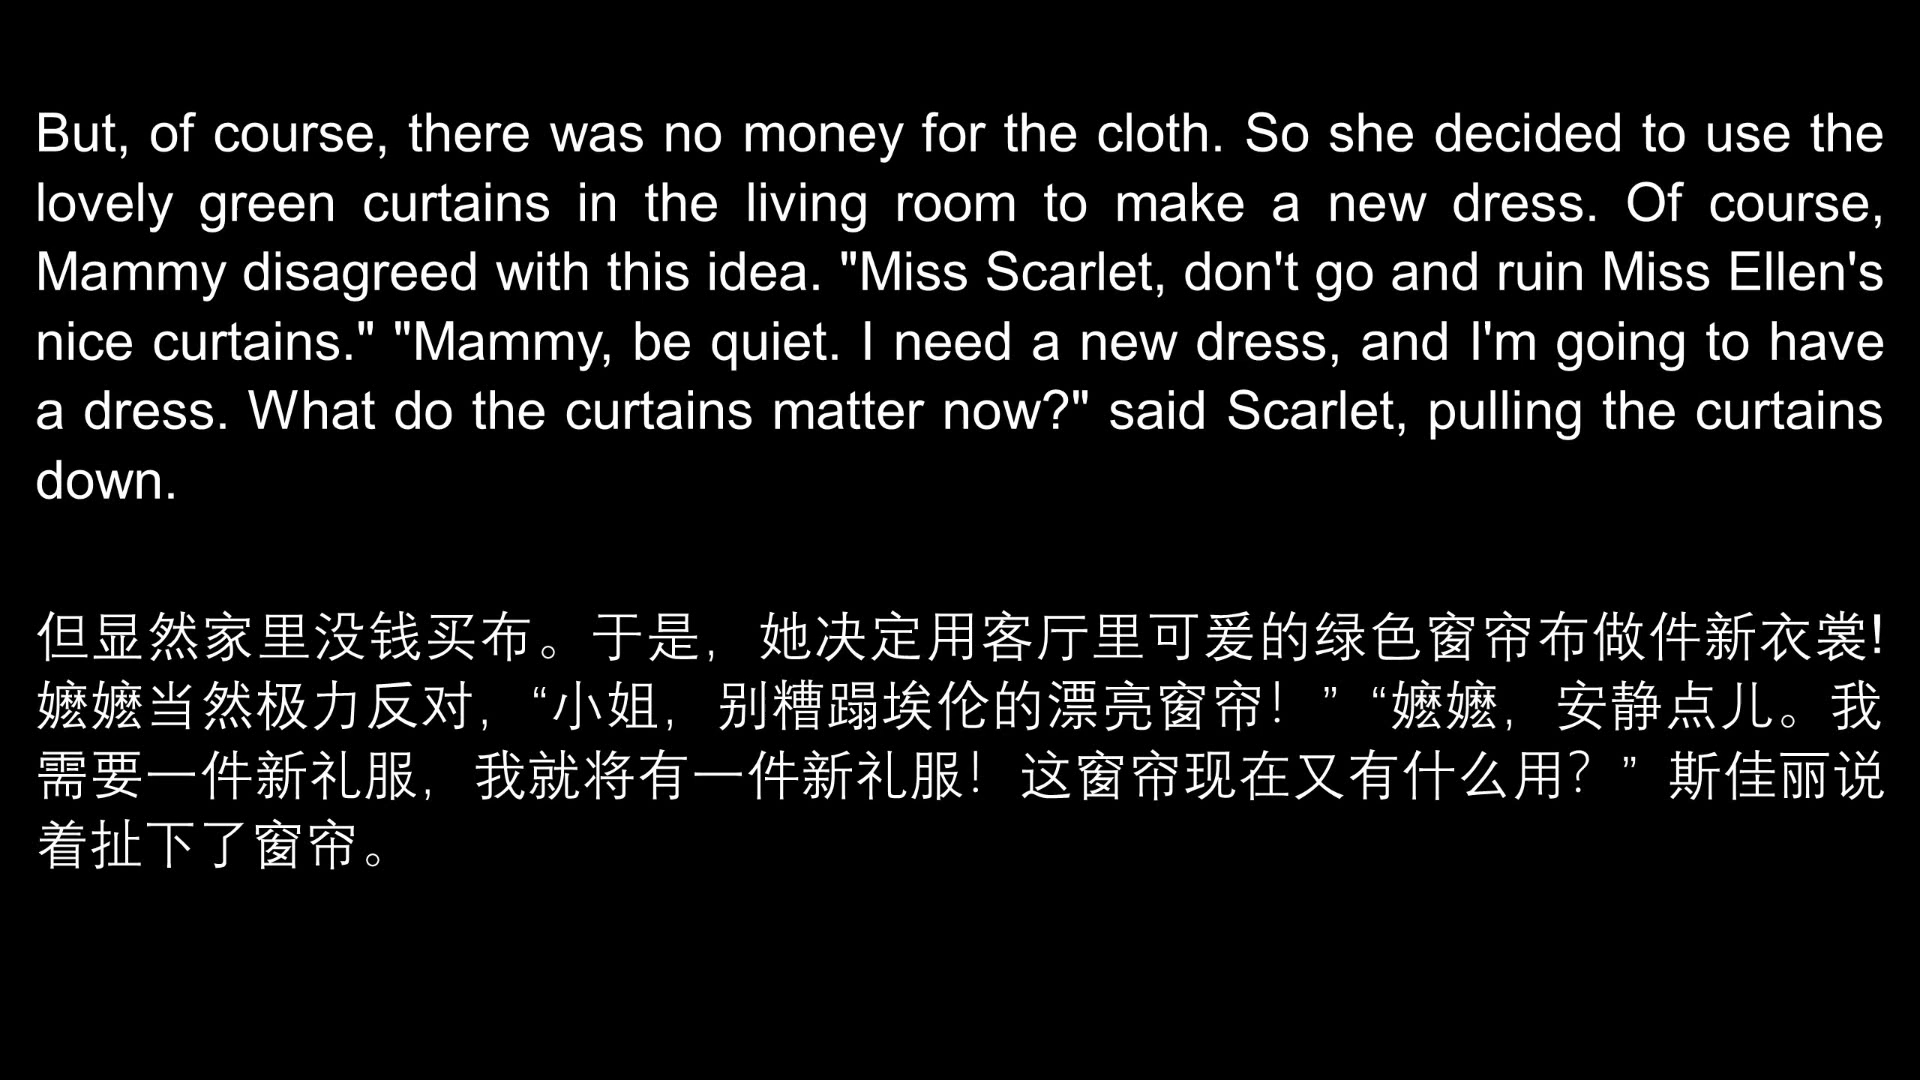 But, of course, there was no money for the cloth. So she decided to use the
lovely green curtains in the living room to make a new dress. Of course,
Mammy disagreed with this idea. "Miss Scarlet, don't go and ruin Miss Ellen's
nice curtains." "Mammy, be quiet. I need a new dress, and I'm going to have
a dress. What do the curtains matter now?" said Scarlet, pulling the curtains
down.
但显然家里没钱买布。于是，她决定用客厅里可爰的绿色窗帘布做件新衣裳!
嬷嬷当然极力反对，“小姐，别糟蹋埃伦的漂亮窗帘！”“嬷嬷，安静点儿。我
需要一件新礼服，我就将有一件新礼服！这窗帘现在又有什么用？”斯佳丽说
着扯下了窗帘。